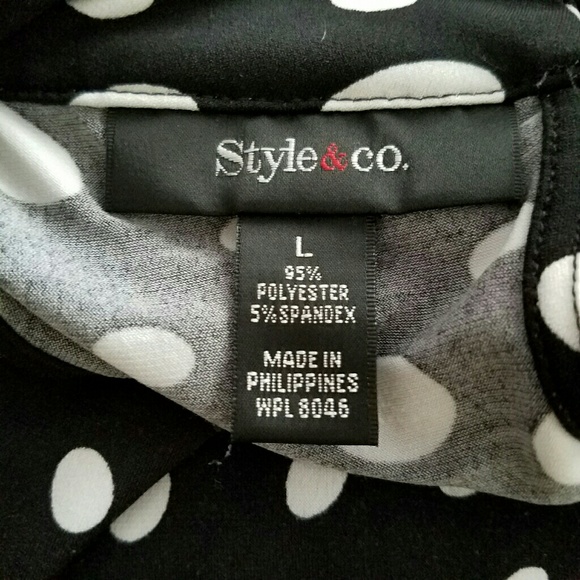 Style&co.
L
95%
POLYESTER
5% SPANDEX
MADE IN
PHILIPPINES
WPL 8046